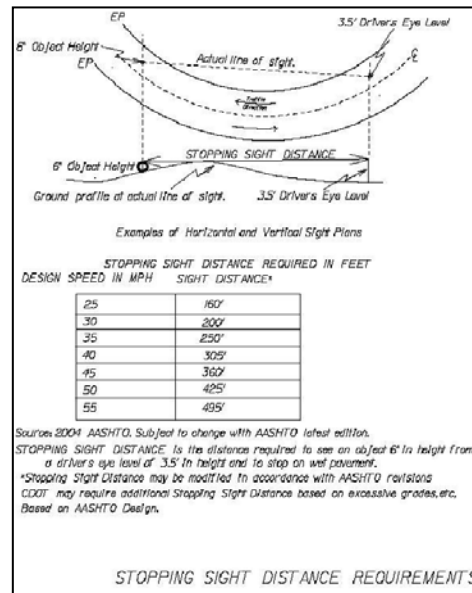 EP
3.5' Drivers Eye Level
6" Object Height
EP
Actual line of sight.
℄
Traffic
Direction
STOPPING SIGHT DISTANCE
6" Object Height
Ground profile at actual line of sight.
3.5' Drivers Eye Level
Examples of Horizontal and Vertical Sight Plans
STOPPING SIGHT DISTANCE REQUIRED IN FEET
DESIGN SPEED IN MPH SIGHT DISTANCE*
25 160'
30 200'
35 250'
40 305'
45 360'
50 425'
55 495'
Source: 2004 AASHTO. Subject to change with AASHTO latest edition.
STOPPING SIGHT DISTANCE is the distance required to see an object 6" in height from
a driver's eye level of 3.5' in height and to stop on wet pavement.
*Stopping Sight Distance may be modified in accordance with AASHTO revisions
CDOT may require additional Stopping Sight Distance based on excessive grades, etc.
Based on AASHTO Design.
STOPPING SIGHT DISTANCE REQUIREMENTS